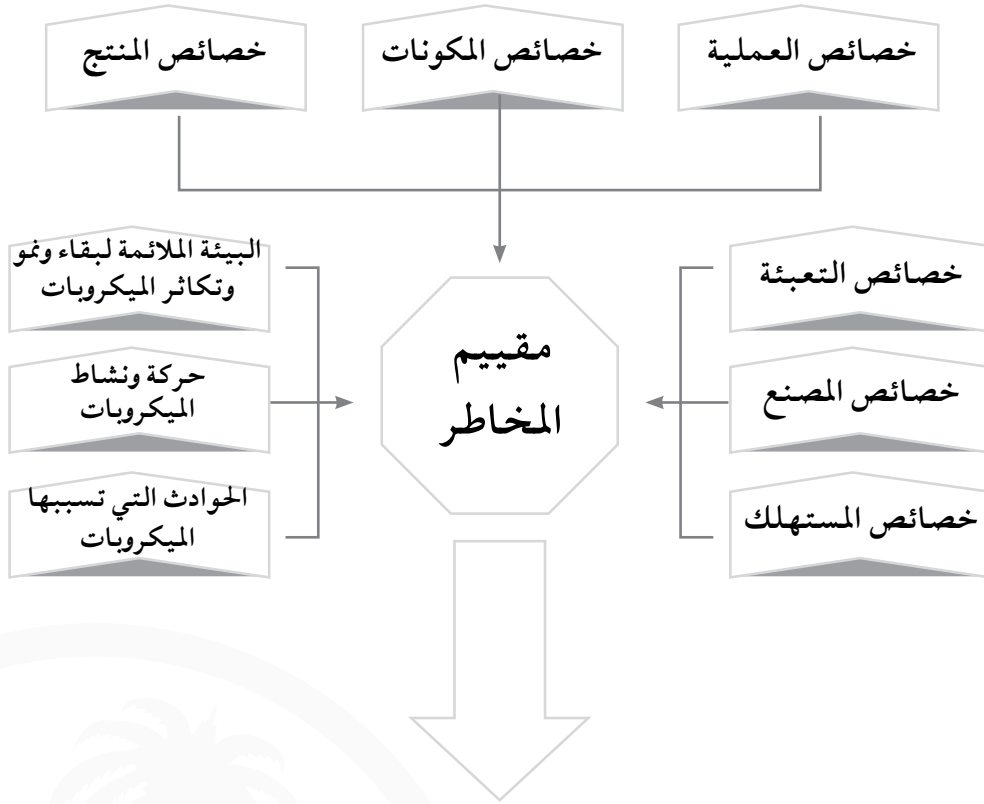 خصائص العملية
خصائص المكونات
خصائص المنتج
خصائص التعبئة
خصائص المصنع
خصائص المستهلك
مقييم
المخاطر
البيئة الملائمة لبقاء ونمو
وتكاثر الميكروبات
حركة ونشاط
الميكروبات
الحوادث التي تسببها
الميكروبات